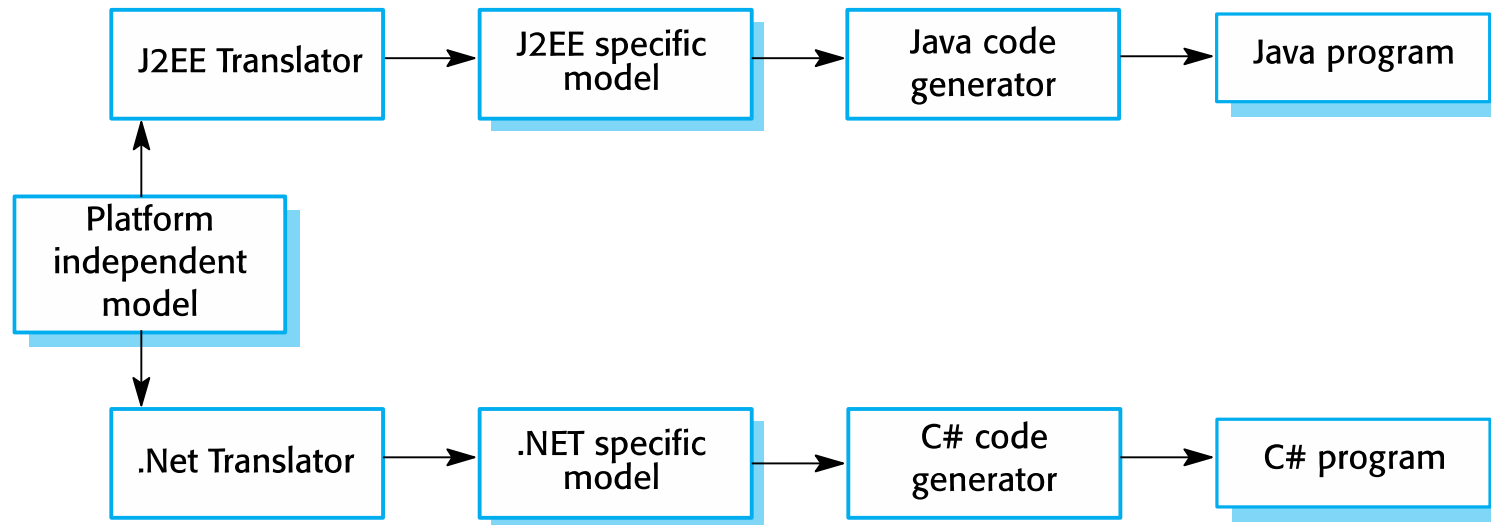 J2EE Translator
J2EE specific
model
Java code
generator
Java program
Platform
independent
model
.Net Translator
.NET specific
model
C# code
generator
C# program